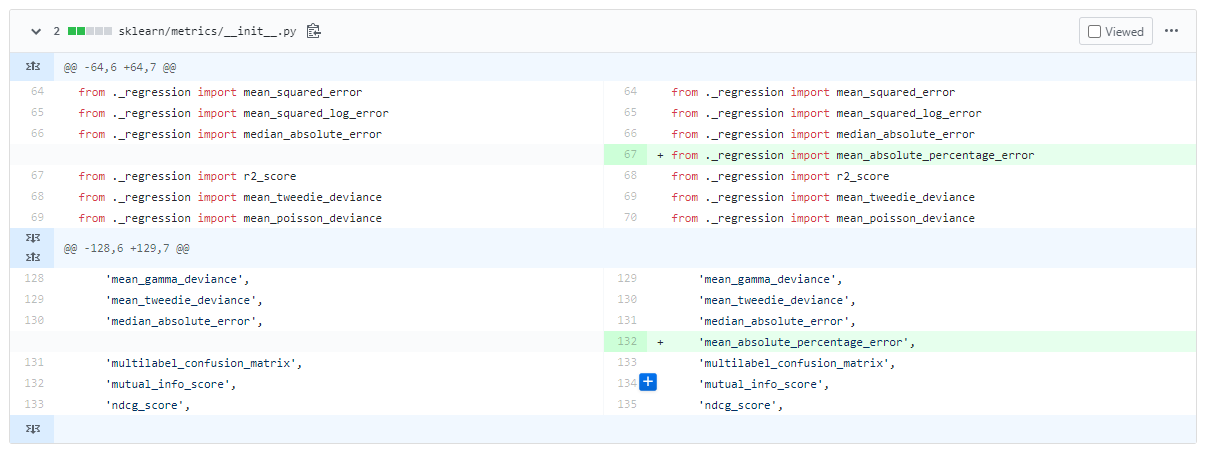 2 sklearn/metrics/__init__.py Viewed
@@ -64,6 +64,7 @@
64 from ._regression import mean_squared_error 64 from ._regression import mean_squared_error
65 from ._regression import mean_squared_log_error 65 from ._regression import mean_squared_log_error
66 from ._regression import median_absolute_error 66 from ._regression import median_absolute_error
67 + from ._regression import mean_absolute_percentage_error
67 from ._regression import r2_score 68 from ._regression import r2_score
68 from ._regression import mean_tweedie_deviance 69 from ._regression import mean_tweedie_deviance
69 from ._regression import mean_poisson_deviance 70 from ._regression import mean_poisson_deviance
@@ -128,6 +129,7 @@
128 'mean_gamma_deviance', 129 'mean_gamma_deviance',
129 'mean_tweedie_deviance', 130 'mean_tweedie_deviance',
130 'median_absolute_error', 131 'median_absolute_error',
132 + 'mean_absolute_percentage_error',
131 'multilabel_confusion_matrix', 133 'multilabel_confusion_matrix',
132 'mutual_info_score', 134 'mutual_info_score',
133 'ndcg_score', 135 'ndcg_score',